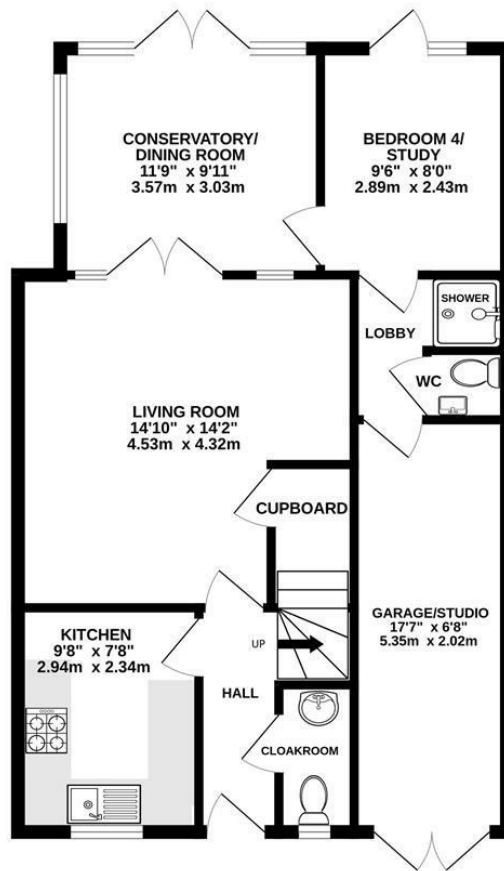 CONSERVATORY/
DINING ROOM
11'9" x 9'11"
3.57m x 3.03m
BEDROOM 4/
STUDY
9'6" x 8'0"
2.89m x 2.43m
SHOWER
LOBBY
WC
LIVING ROOM
14'10" x 14'2"
4.53m x 4.32m
CUPBOARD
GARAGE/STUDIO
17'7" x 6'8"
5.35m x 2.02m
KITCHEN
9'8" x 7'8"
2.94m x 2.34m
UP
HALL
CLOAKROOM